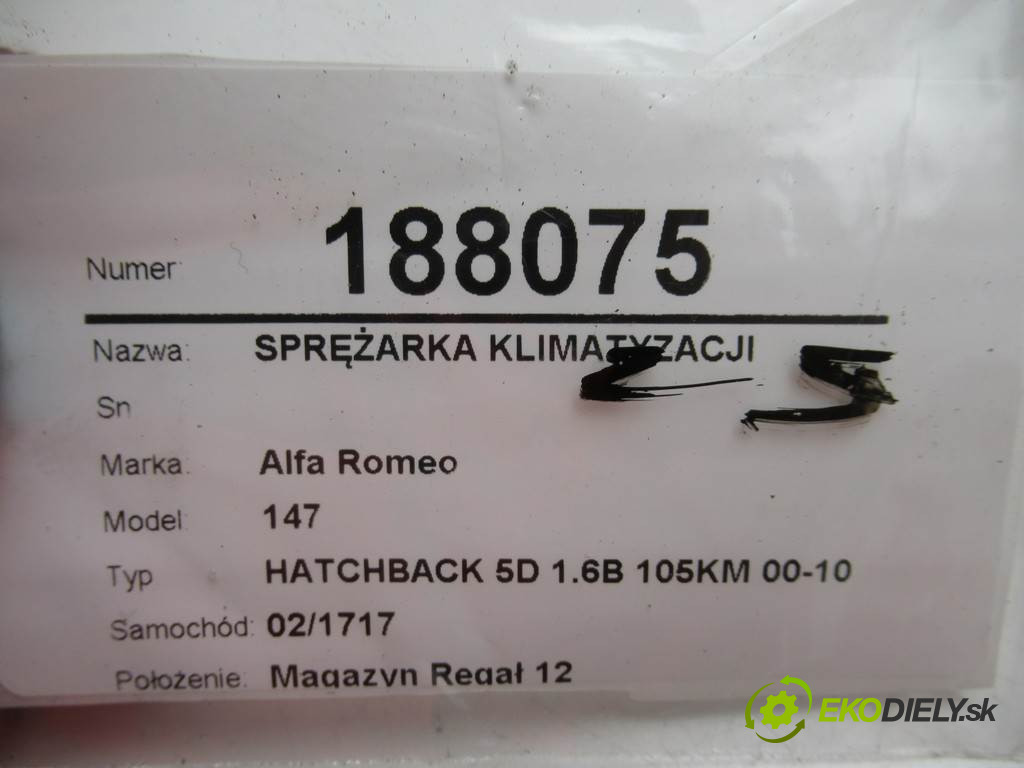 Numer: 188075
Nazwa: SPRĘŻARKA KLIMATYZACJI
Sn
Marka: Alfa Romeo
Model: 147
Typ HATCHBACK 5D 1.6B 105KM 00-10
Samochód: 02/1717
Położenie: Magazyn Regał 12
EKODIELY.sk